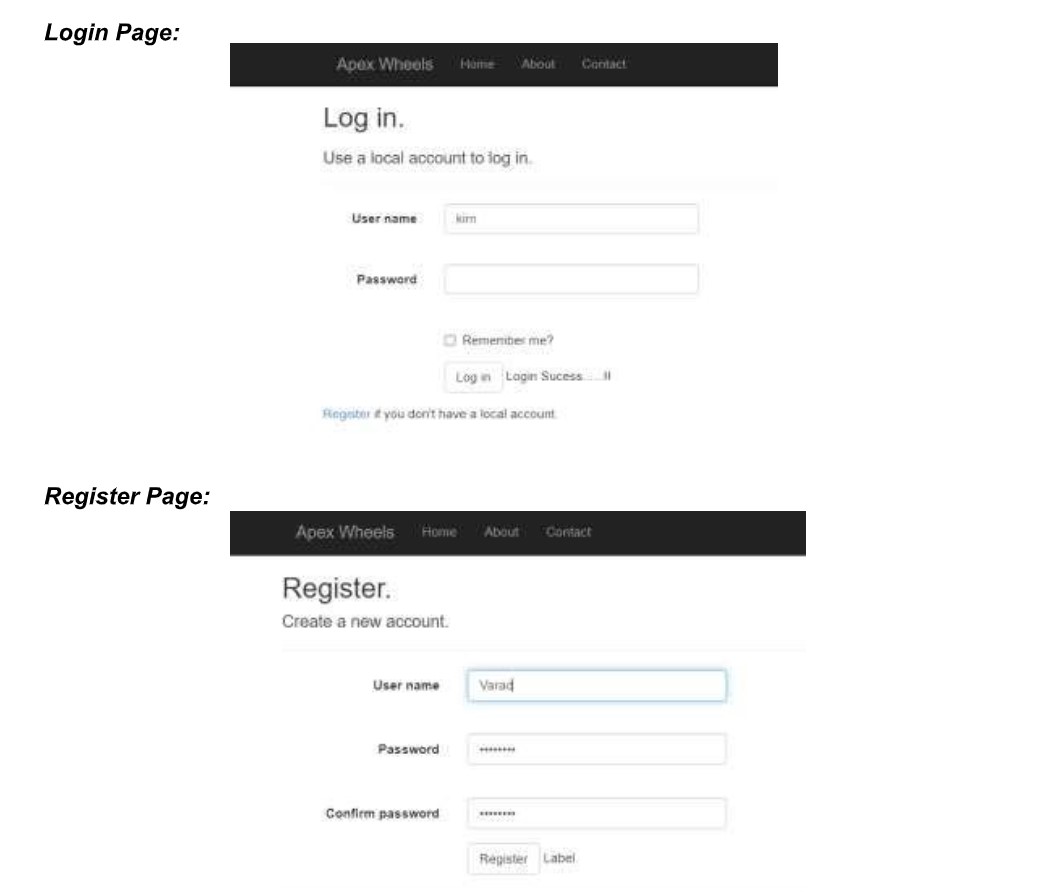 Login Page:
Apex Wheels Home About Contact
Log in.
Use a local account to log in.
User name kim
Password
Remember me?
Log in Login Sucess.....!!
Register if you don't have a local account.
Register Page:
Apex Wheels Home About Contact
Register.
Create a new account.
User name Varad
Password ••••••••
Confirm password ••••••••
Register Label